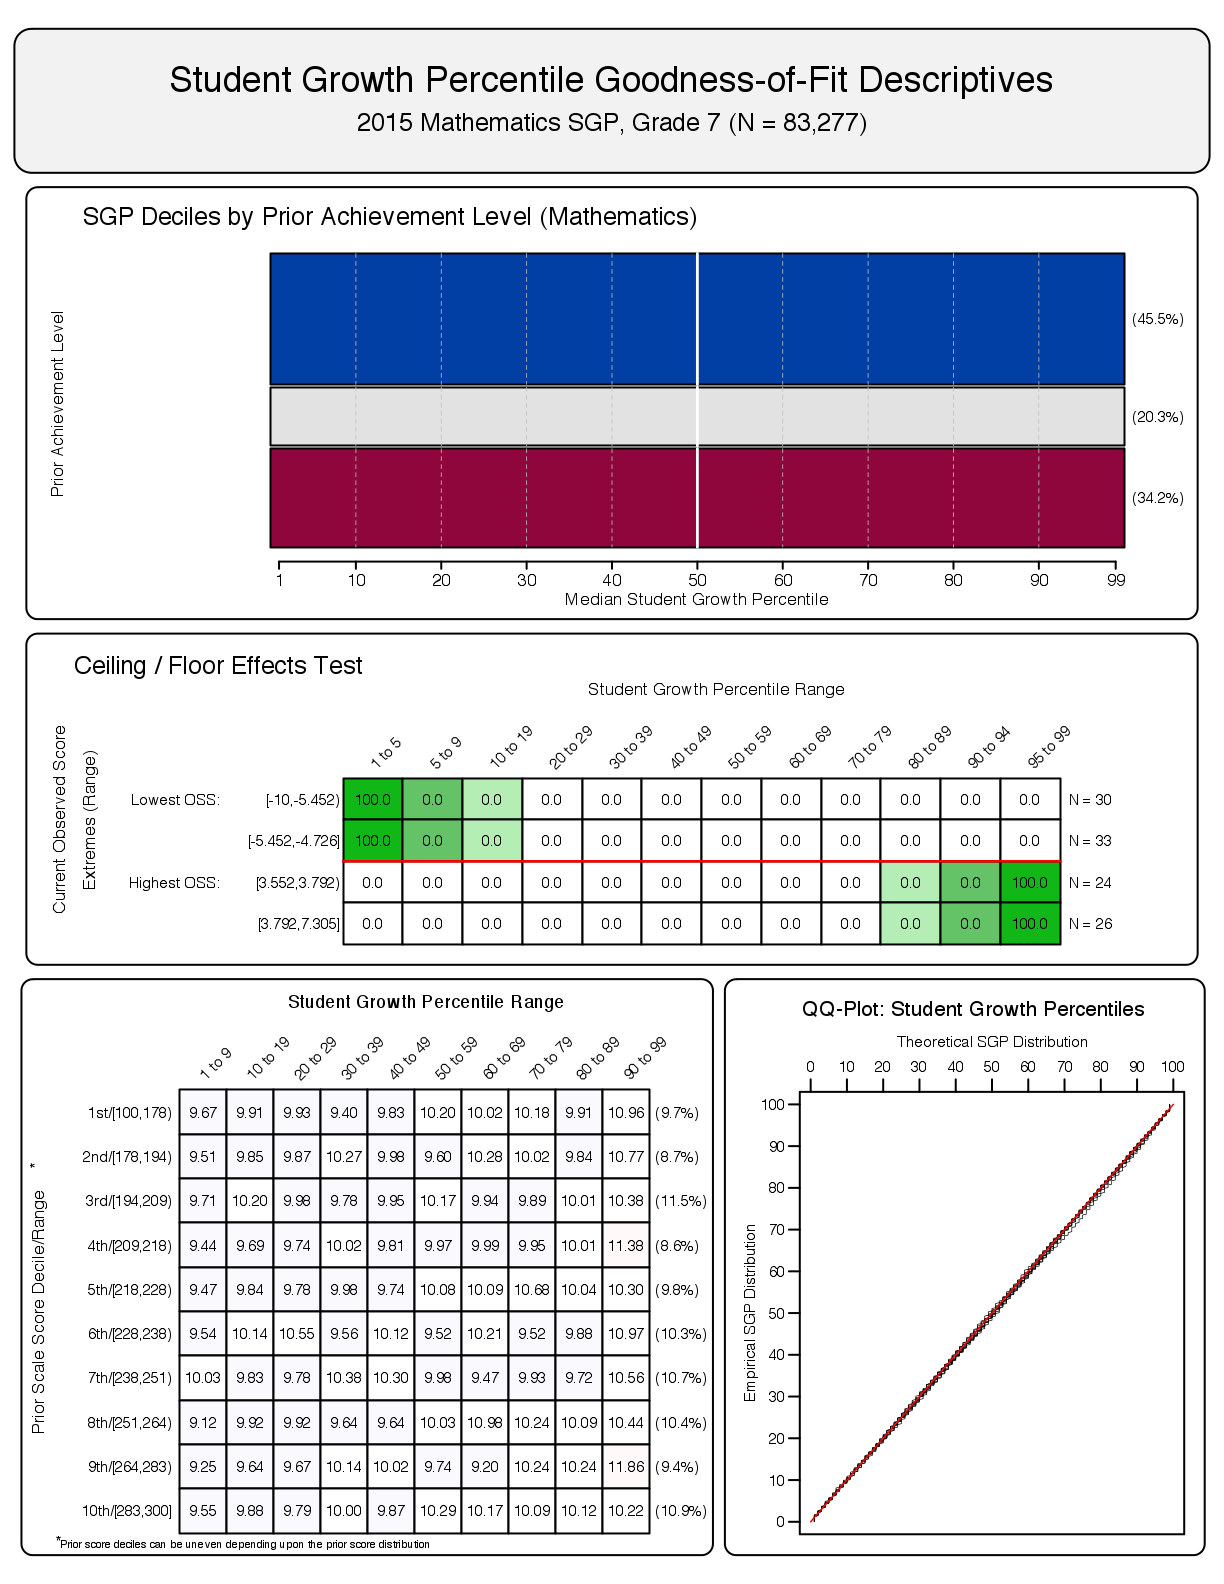 Student Growth Percentile Goodness-of-Fit Descriptives
2015 Mathematics SGP, Grade 7 (N = 83,277)
SGP Deciles by Prior Achievement Level (Mathematics)
Prior Achievement Level
(45.5%)
(20.3%)
(34.2%)
1 10 20 30 40 50 60 70 80 90 99
Median Student Growth Percentile
Ceiling / Floor Effects Test
Student Growth Percentile Range
Current Observed Score
Extremes (Range)
1 to 5 5 to 9 10 to 19 20 to 29 30 to 39 40 to 49 50 to 59 60 to 69 70 to 79 80 to 89 90 to 94 95 to 99
Lowest OSS: [-10,-5.452) 100.0 0.0 0.0 0.0 0.0 0.0 0.0 0.0 0.0 0.0 0.0 0.0 N = 30
[-5.452,-4.726] 100.0 0.0 0.0 0.0 0.0 0.0 0.0 0.0 0.0 0.0 0.0 0.0 N = 33
Highest OSS: [3.552,3.792) 0.0 0.0 0.0 0.0 0.0 0.0 0.0 0.0 0.0 0.0 0.0 100.0 N = 24
[3.792,7.305] 0.0 0.0 0.0 0.0 0.0 0.0 0.0 0.0 0.0 0.0 0.0 100.0 N = 26
Student Growth Percentile Range
Prior Scale Score Decile/Range *
1 to 9 10 to 19 20 to 29 30 to 39 40 to 49 50 to 59 60 to 69 70 to 79 80 to 89 90 to 99
1st/[100,178) 9.67 9.91 9.93 9.40 9.83 10.20 10.02 10.18 9.91 10.96 (9.7%)
2nd/[178,194) 9.51 9.85 9.87 10.27 9.98 9.60 10.28 10.02 9.84 10.77 (8.7%)
3rd/[194,209) 9.71 10.20 9.98 9.78 9.95 10.17 9.94 9.89 10.01 10.38 (11.5%)
4th/[209,218) 9.44 9.69 9.74 10.02 9.81 9.97 9.99 9.95 10.01 11.38 (8.6%)
5th/[218,228) 9.47 9.84 9.78 9.98 9.74 10.08 10.09 10.68 10.04 10.30 (9.8%)
6th/[228,238) 9.54 10.14 10.55 9.56 10.12 9.52 10.21 9.52 9.88 10.97 (10.3%)
7th/[238,251) 10.03 9.83 9.78 10.38 10.30 9.98 9.47 9.93 9.72 10.56 (10.7%)
8th/[251,264) 9.12 9.92 9.92 9.64 9.64 10.03 10.98 10.24 10.09 10.44 (10.4%)
9th/[264,283) 9.25 9.64 9.67 10.14 10.02 9.74 9.20 10.24 10.24 11.86 (9.4%)
10th/[283,300] 9.55 9.88 9.79 10.00 9.87 10.29 10.17 10.09 10.12 10.22 (10.9%)
*Prior score deciles can be uneven depending upon the prior score distribution
QQ-Plot: Student Growth Percentiles
Theoretical SGP Distribution
0 10 20 30 40 50 60 70 80 90 100
Empirical SGP Distribution
100
90
80
70
60
50
40
30
20
10
0